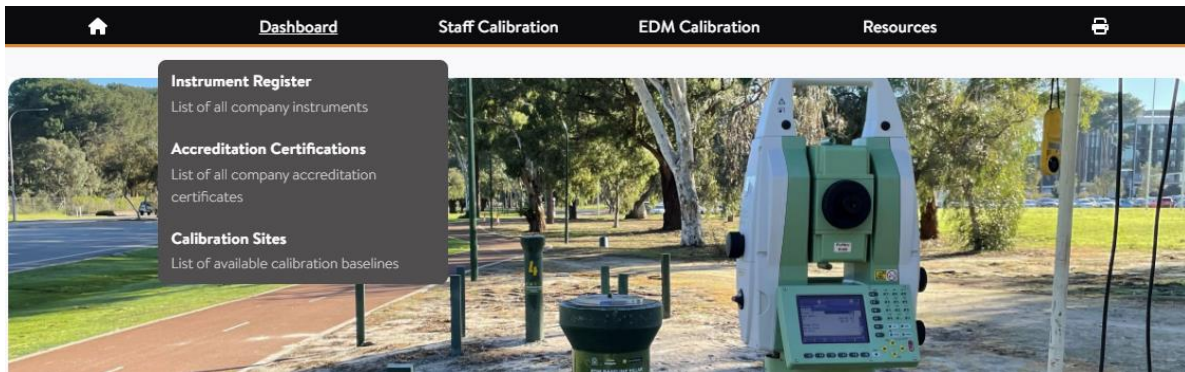 Dashboard Staff Calibration EDM Calibration Resources
Instrument Register
List of all company instruments
Accreditation Certifications
List of all company accreditation
certificates
Calibration Sites
List of available calibration baselines
4